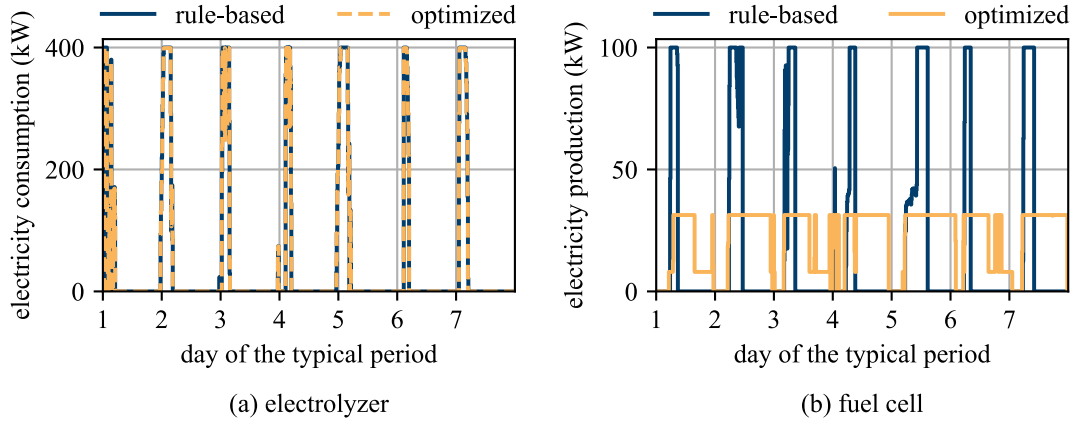 rule-based optimized
electricity consumption (kW)
400
200
0
1 2 3 4 5 6 7
day of the typical period
(a) electrolyzer
rule-based optimized
electricity production (kW)
100
50
0
1 2 3 4 5 6 7
day of the typical period
(b) fuel cell